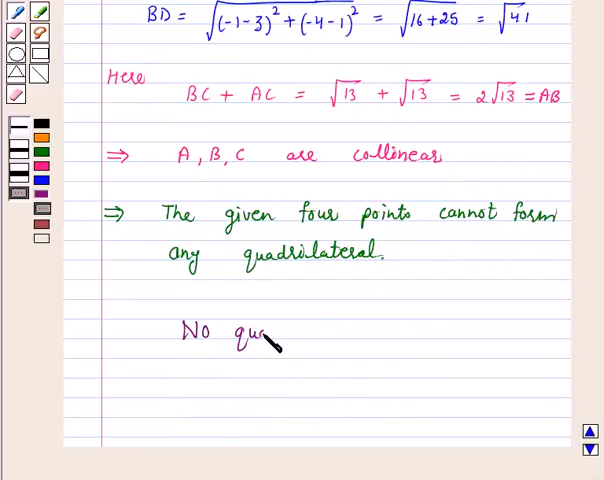 BD = √(-1-3)² + (-4-1)² = √16+25 = √41
Here
BC + AC = √13 + √13 = 2√13 = AB
⇒ A, B, C are collinear
⇒ The given four points cannot form
any quadrilateral.
No qua